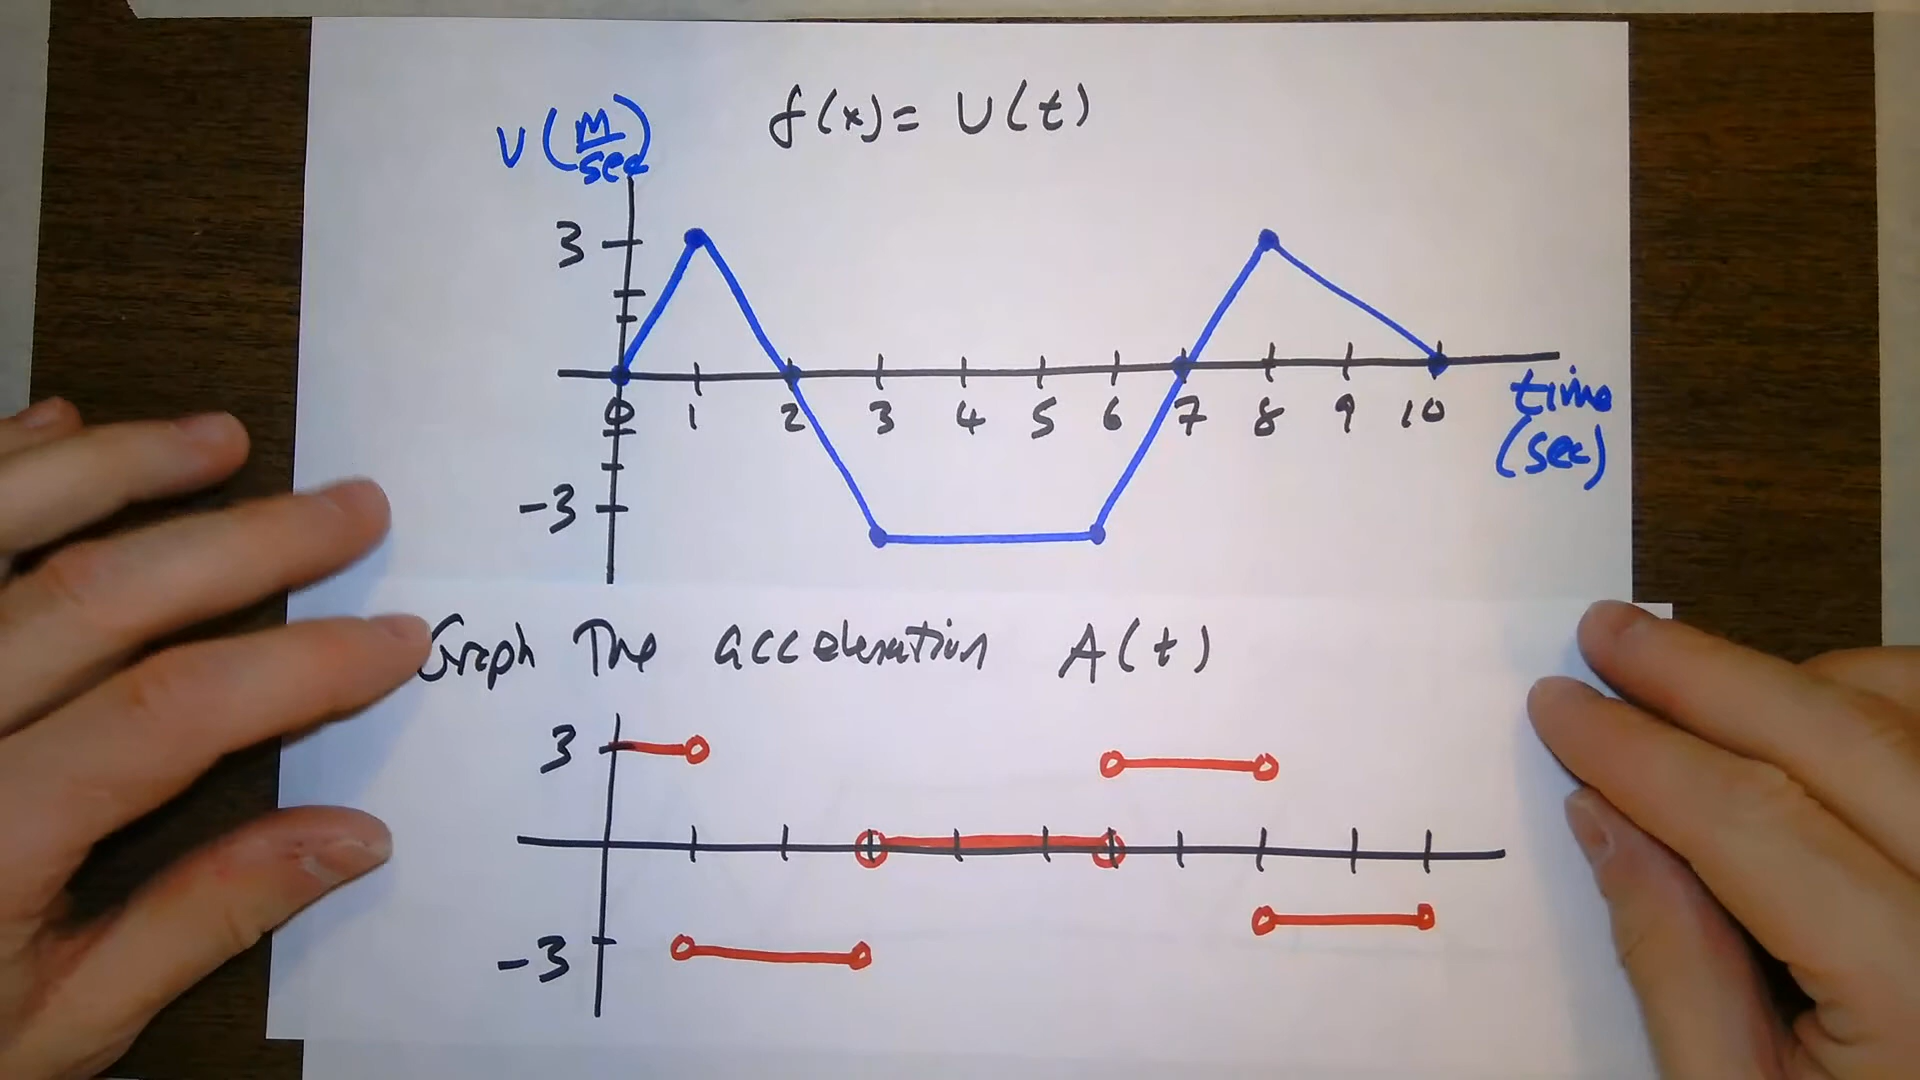 f(x) = V(t)
V (m/sec)
3
0 1 2 3 4 5 6 7 8 9 10
time
(sec)
-3
Graph The acceleration A(t)
3
-3